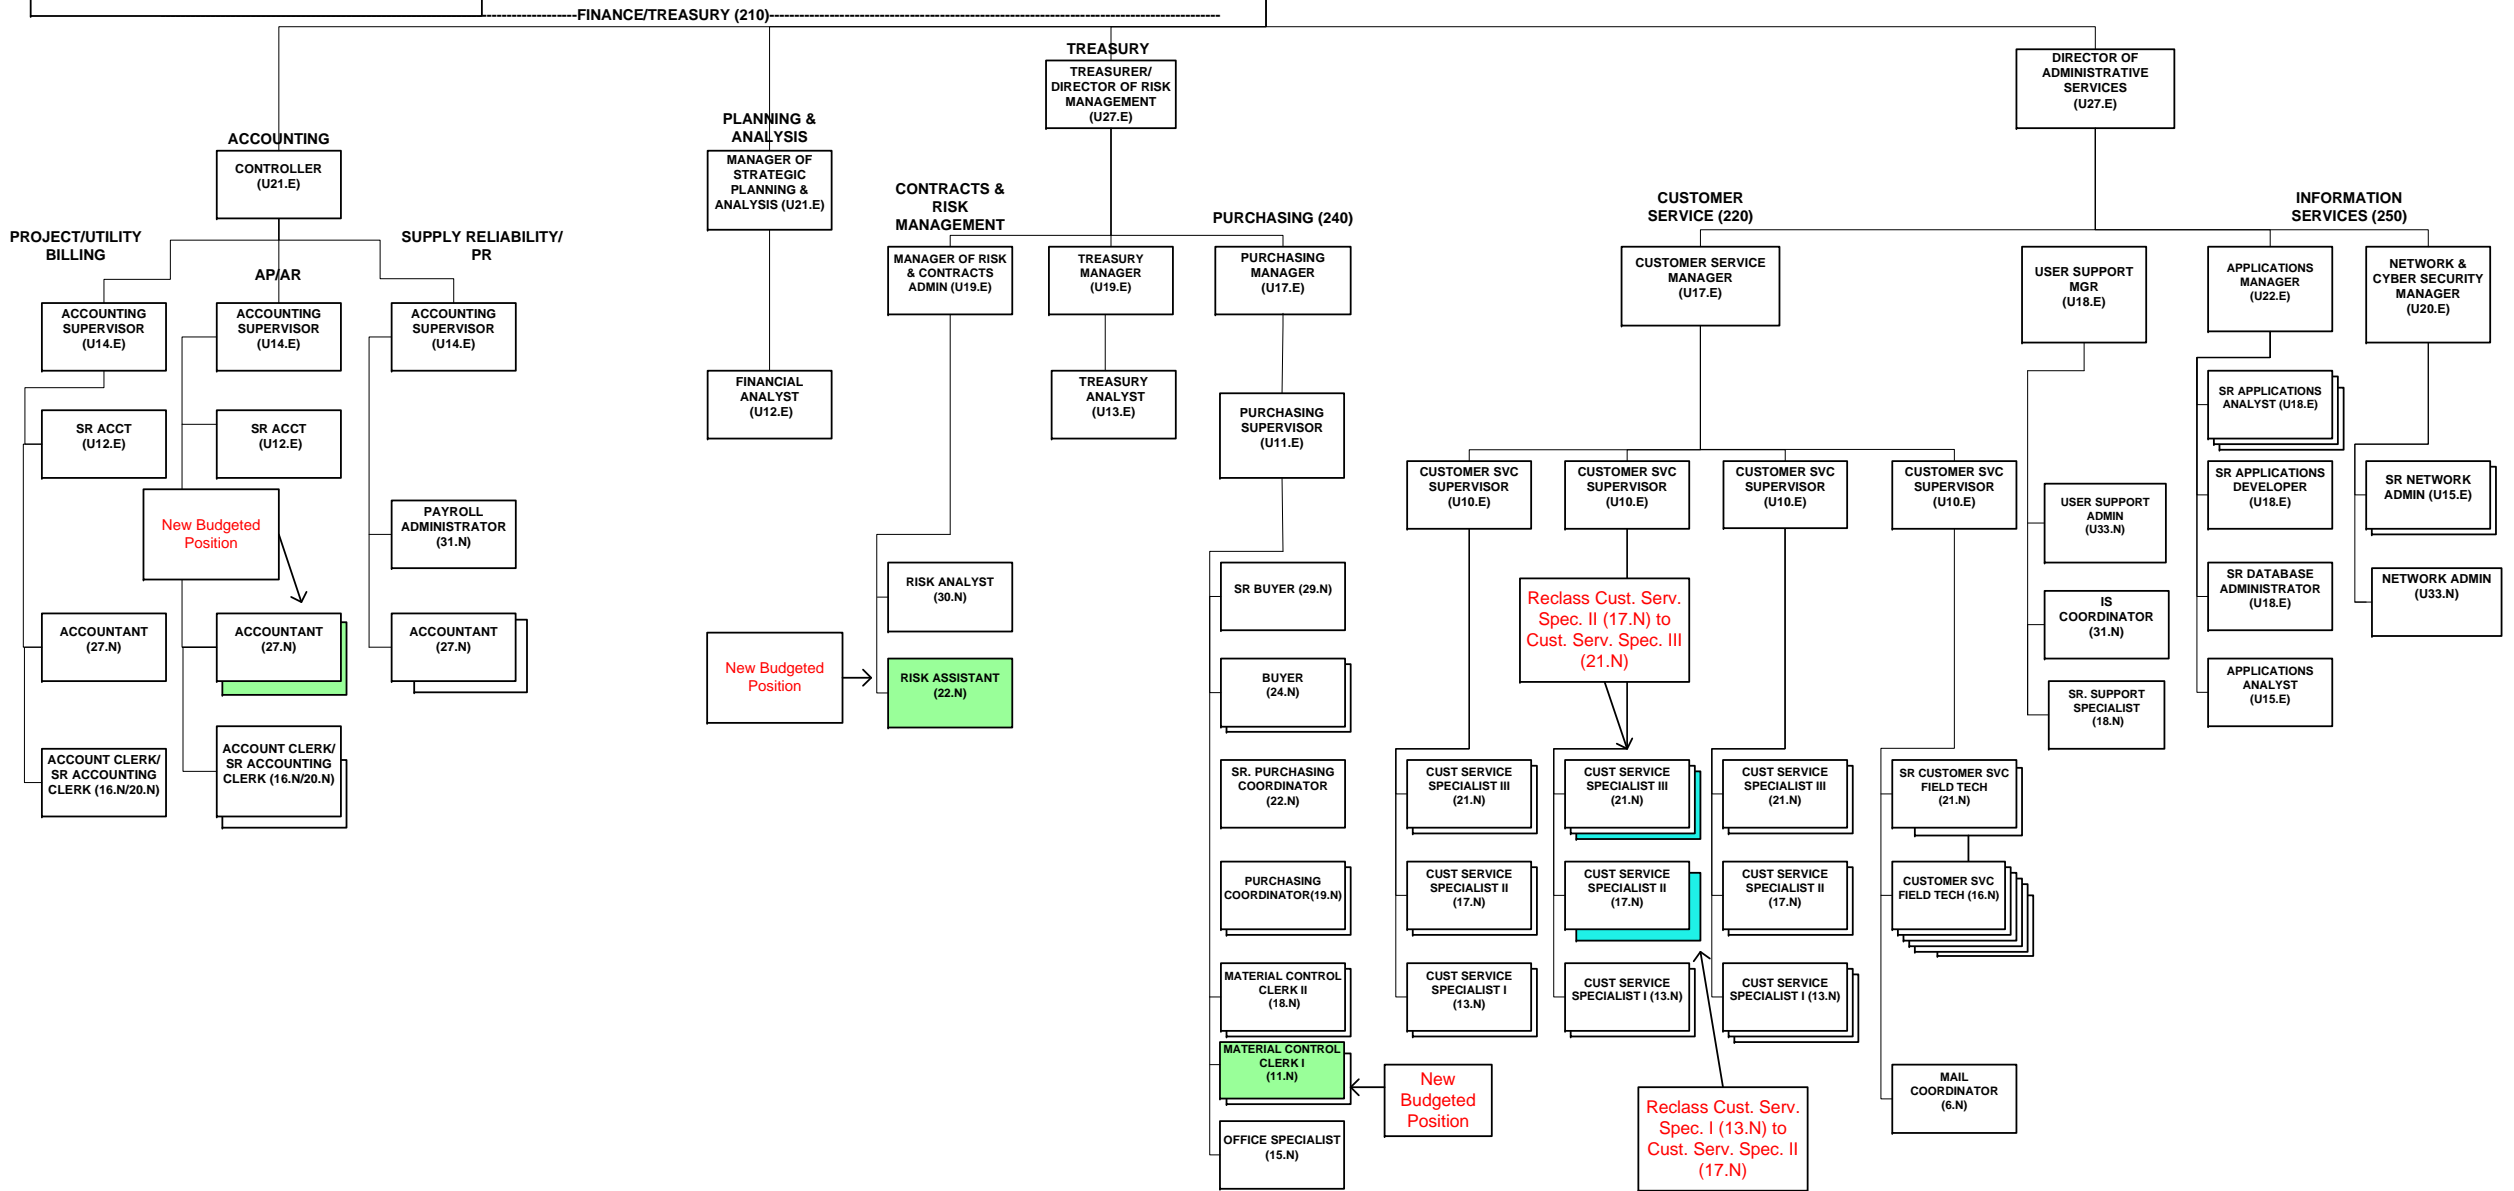 FINANCE/TREASURY (210)
TREASURY
TREASURER/
DIRECTOR OF RISK
MANAGEMENT
(U27.E)
DIRECTOR OF
ADMINISTRATIVE
SERVICES
(U27.E)
ACCOUNTING
CONTROLLER
(U21.E)
PLANNING &
ANALYSIS
MANAGER OF
STRATEGIC
PLANNING &
ANALYSIS (U21.E)
CONTRACTS &
RISK
MANAGEMENT
PURCHASING (240)
CUSTOMER
SERVICE (220)
INFORMATION
SERVICES (250)
PROJECT/UTILITY
BILLING
AP/AR
SUPPLY RELIABILITY/
PR
MANAGER OF RISK
& CONTRACTS
ADMIN (U19.E)
TREASURY
MANAGER
(U19.E)
PURCHASING
MANAGER
(U17.E)
CUSTOMER SERVICE
MANAGER
(U17.E)
USER SUPPORT
MGR
(U18.E)
APPLICATIONS
MANAGER
(U22.E)
NETWORK &
CYBER SECURITY
MANAGER
(U20.E)
ACCOUNTING
SUPERVISOR
(U14.E)
ACCOUNTING
SUPERVISOR
(U14.E)
ACCOUNTING
SUPERVISOR
(U14.E)
FINANCIAL
ANALYST
(U12.E)
TREASURY
ANALYST
(U13.E)
PURCHASING
SUPERVISOR
(U11.E)
SR APPLICATIONS
ANALYST (U18.E)
SR ACCT
(U12.E)
SR ACCT
(U12.E)
CUSTOMER SVC
SUPERVISOR
(U10.E)
CUSTOMER SVC
SUPERVISOR
(U10.E)
CUSTOMER SVC
SUPERVISOR
(U10.E)
CUSTOMER SVC
SUPERVISOR
(U10.E)
USER SUPPORT
ADMIN
(U33.N)
SR APPLICATIONS
DEVELOPER
(U18.E)
SR NETWORK
ADMIN (U15.E)
New Budgeted
Position
PAYROLL
ADMINISTRATOR
(31.N)
RISK ANALYST
(30.N)
SR BUYER (29.N)
Reclass Cust. Serv.
Spec. II (17.N) to
Cust. Serv. Spec. III
(21.N)
IS
COORDINATOR
(31.N)
SR DATABASE
ADMINISTRATOR
(U18.E)
NETWORK ADMIN
(U33.N)
ACCOUNTANT
(27.N)
ACCOUNTANT
(27.N)
ACCOUNTANT
(27.N)
New Budgeted
Position
RISK ASSISTANT
(22.N)
BUYER
(24.N)
SR. SUPPORT
SPECIALIST
(18.N)
APPLICATIONS
ANALYST
(U15.E)
ACCOUNT CLERK/
SR ACCOUNTING
CLERK (16.N/20.N)
ACCOUNT CLERK/
SR ACCOUNTING
CLERK (16.N/20.N)
SR. PURCHASING
COORDINATOR
(22.N)
CUST SERVICE
SPECIALIST III
(21.N)
CUST SERVICE
SPECIALIST III
(21.N)
CUST SERVICE
SPECIALIST III
(21.N)
SR CUSTOMER SVC
FIELD TECH
(21.N)
PURCHASING
COORDINATOR(19.N)
CUST SERVICE
SPECIALIST II
(17.N)
CUST SERVICE
SPECIALIST II
(17.N)
CUST SERVICE
SPECIALIST II
(17.N)
CUSTOMER SVC
FIELD TECH (16.N)
MATERIAL CONTROL
CLERK II
(18.N)
CUST SERVICE
SPECIALIST I
(13.N)
CUST SERVICE
SPECIALIST I (13.N)
CUST SERVICE
SPECIALIST I (13.N)
MATERIAL CONTROL
CLERK I
(11.N)
New
Budgeted
Position
Reclass Cust. Serv.
Spec. I (13.N) to
Cust. Serv. Spec. II
(17.N)
MAIL
COORDINATOR
(6.N)
OFFICE SPECIALIST
(15.N)